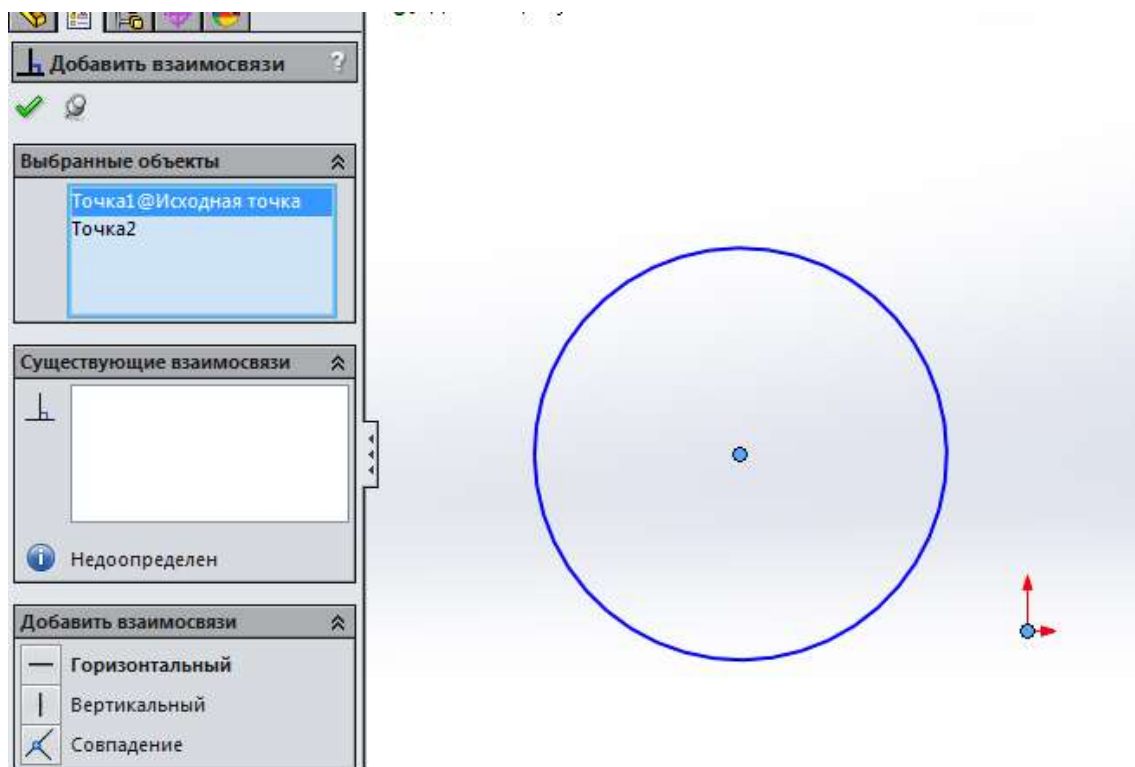 Добавить взаимосвязи ?
Выбранные объекты
Точка1@Исходная точка
Точка2
Существующие взаимосвязи
Недоопределен
Добавить взаимосвязи
Горизонтальный
Вертикальный
Совпадение